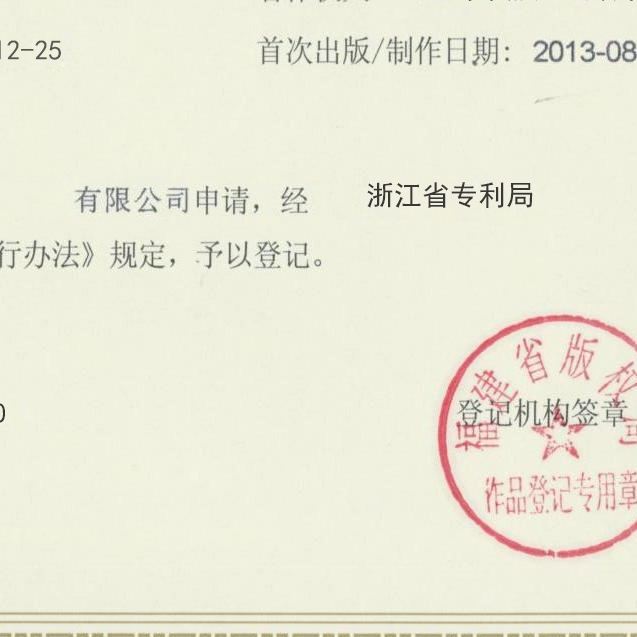 12-25
首次出版/制作日期： 2013-08
有限公司申请，经 浙江省专利局
行办法》规定，予以登记。
0
登记机构签章
福建省版权局
作品登记专用章